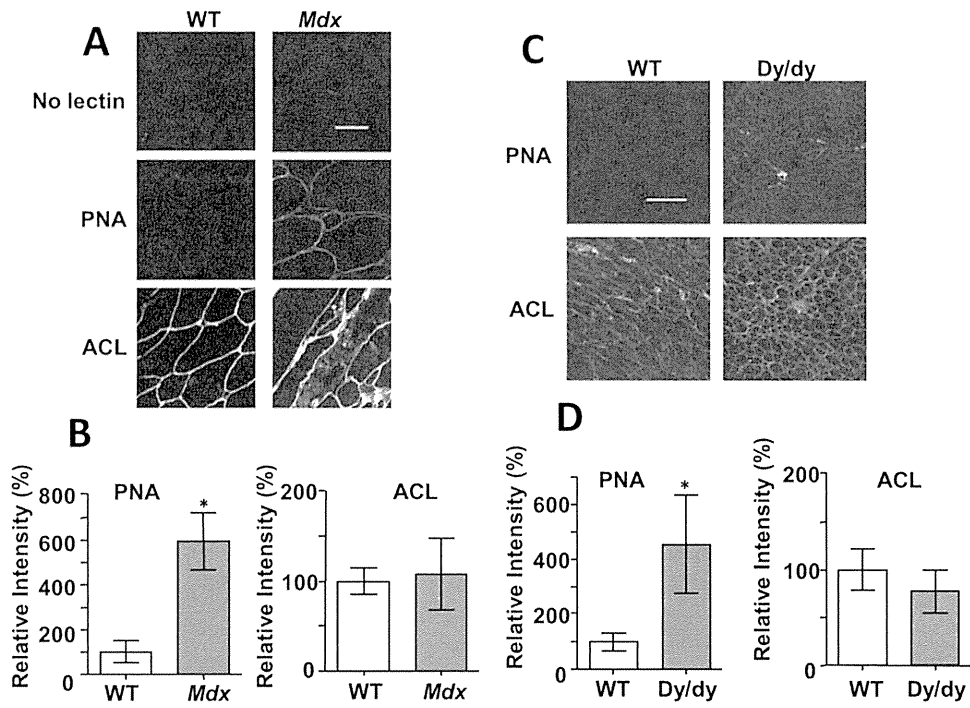 A
WT
Mdx
No lectin
PNA
ACL
B
Relative Intensity (%)
800
600
400
200
0
PNA
*
WT
Mdx
Relative Intensity (%)
200
100
0
ACL
WT
Mdx
C
WT
Dy/dy
PNA
ACL
D
Relative Intensity (%)
600
400
200
0
PNA
*
WT
Dy/dy
Relative Intensity (%)
200
100
0
ACL
WT
Dy/dy